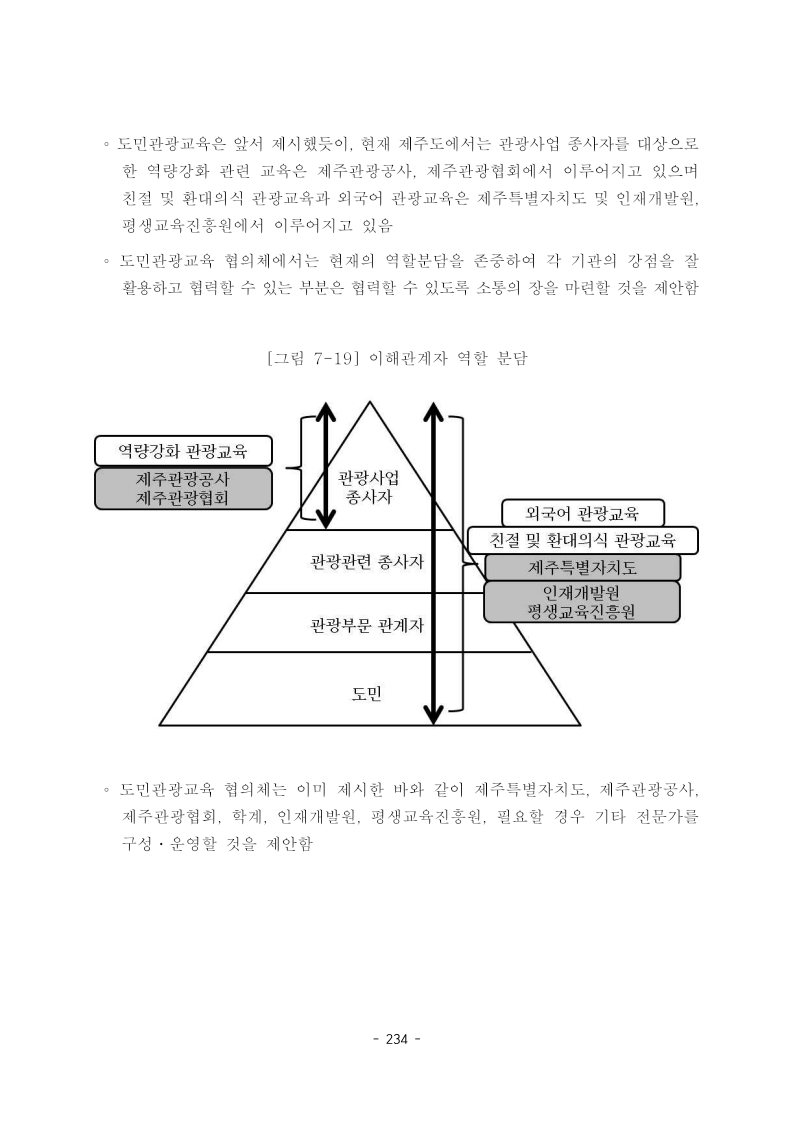 ◦ 도민관광교육은 앞서 제시했듯이, 현재 제주도에서는 관광사업 종사자를 대상으로
한 역량강화 관련 교육은 제주관광공사, 제주관광협회에서 이루어지고 있으며
친절 및 환대의식 관광교육과 외국어 관광교육은 제주특별자치도 및 인재개발원,
평생교육진흥원에서 이루어지고 있음
◦ 도민관광교육 협의체에서는 현재의 역할분담을 존중하여 각 기관의 강점을 잘
활용하고 협력할 수 있는 부분은 협력할 수 있도록 소통의 장을 마련할 것을 제안함
[그림 7-19] 이해관계자 역할 분담
역량강화 관광교육
제주관광공사
제주관광협회
관광사업
종사자
관광관련 종사자
관광부문 관계자
도민
외국어 관광교육
친절 및 환대의식 관광교육
제주특별자치도
인재개발원
평생교육진흥원
◦ 도민관광교육 협의체는 이미 제시한 바와 같이 제주특별자치도, 제주관광공사,
제주관광협회, 학계, 인재개발원, 평생교육진흥원, 필요할 경우 기타 전문가를
구성・운영할 것을 제안함
- 234 -